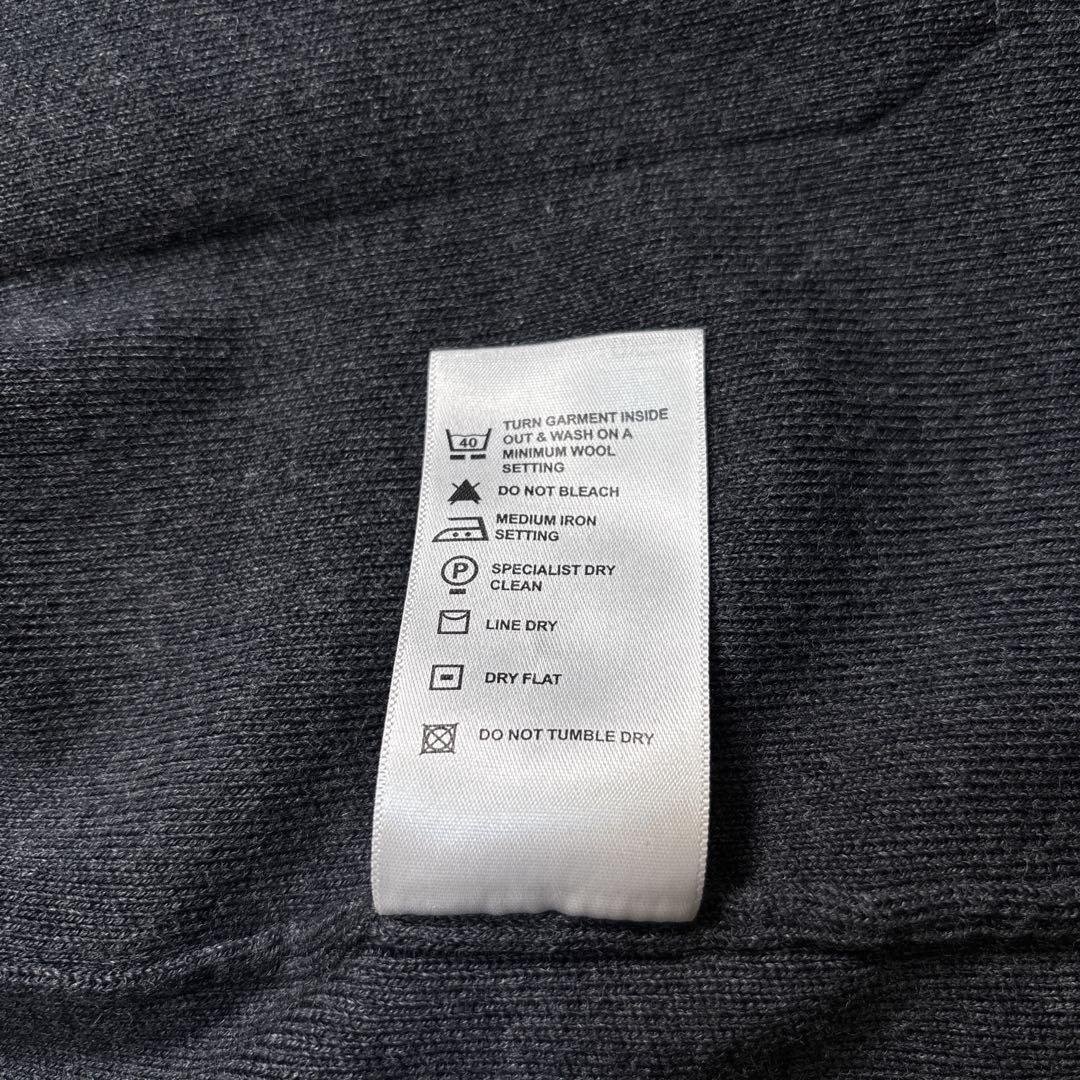 40
TURN GARMENT INSIDE
OUT & WASH ON A
MINIMUM WOOL
SETTING
DO NOT BLEACH
MEDIUM IRON
SETTING
P
SPECIALIST DRY
CLEAN
LINE DRY
DRY FLAT
DO NOT TUMBLE DRY